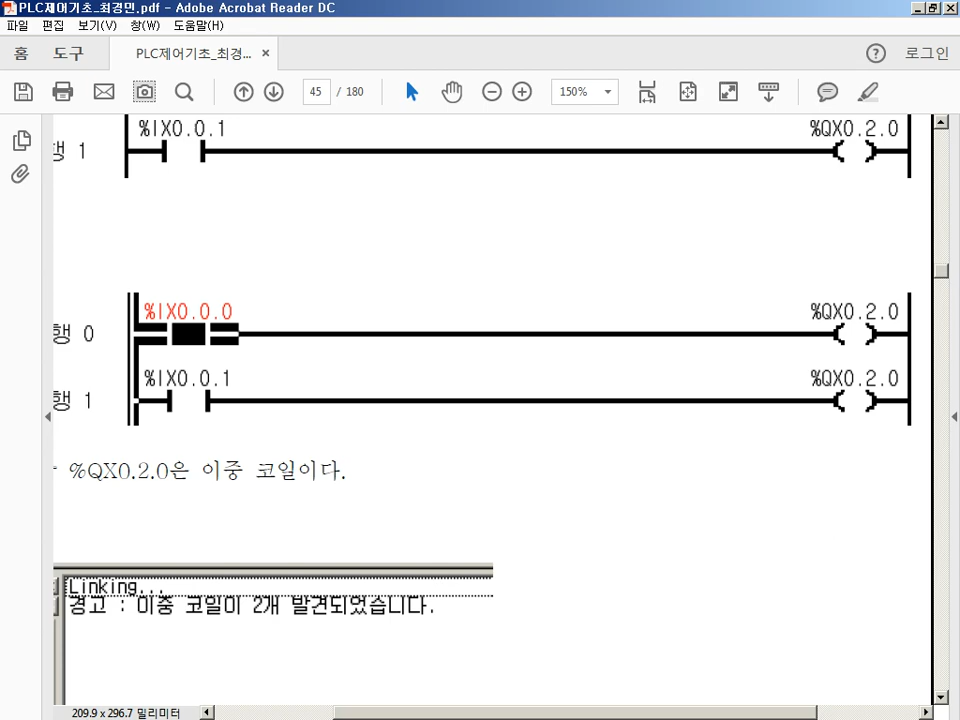 PLC제어기초_최경민.pdf - Adobe Acrobat Reader DC
파일 편집 보기(V) 창(W) 도움말(H)
홈 도구 PLC제어기초_최경... × 로그인
45 / 180 150%
%IX0.0.1 %QX0.2.0
행 1
%IX0.0.0 %QX0.2.0
행 0
%IX0.0.1 %QX0.2.0
행 1
%QX0.2.0은 이중 코일이다.
Linking...
경고 : 이중 코일이 2개 발견되었습니다.
209.9 x 296.7 밀리미터